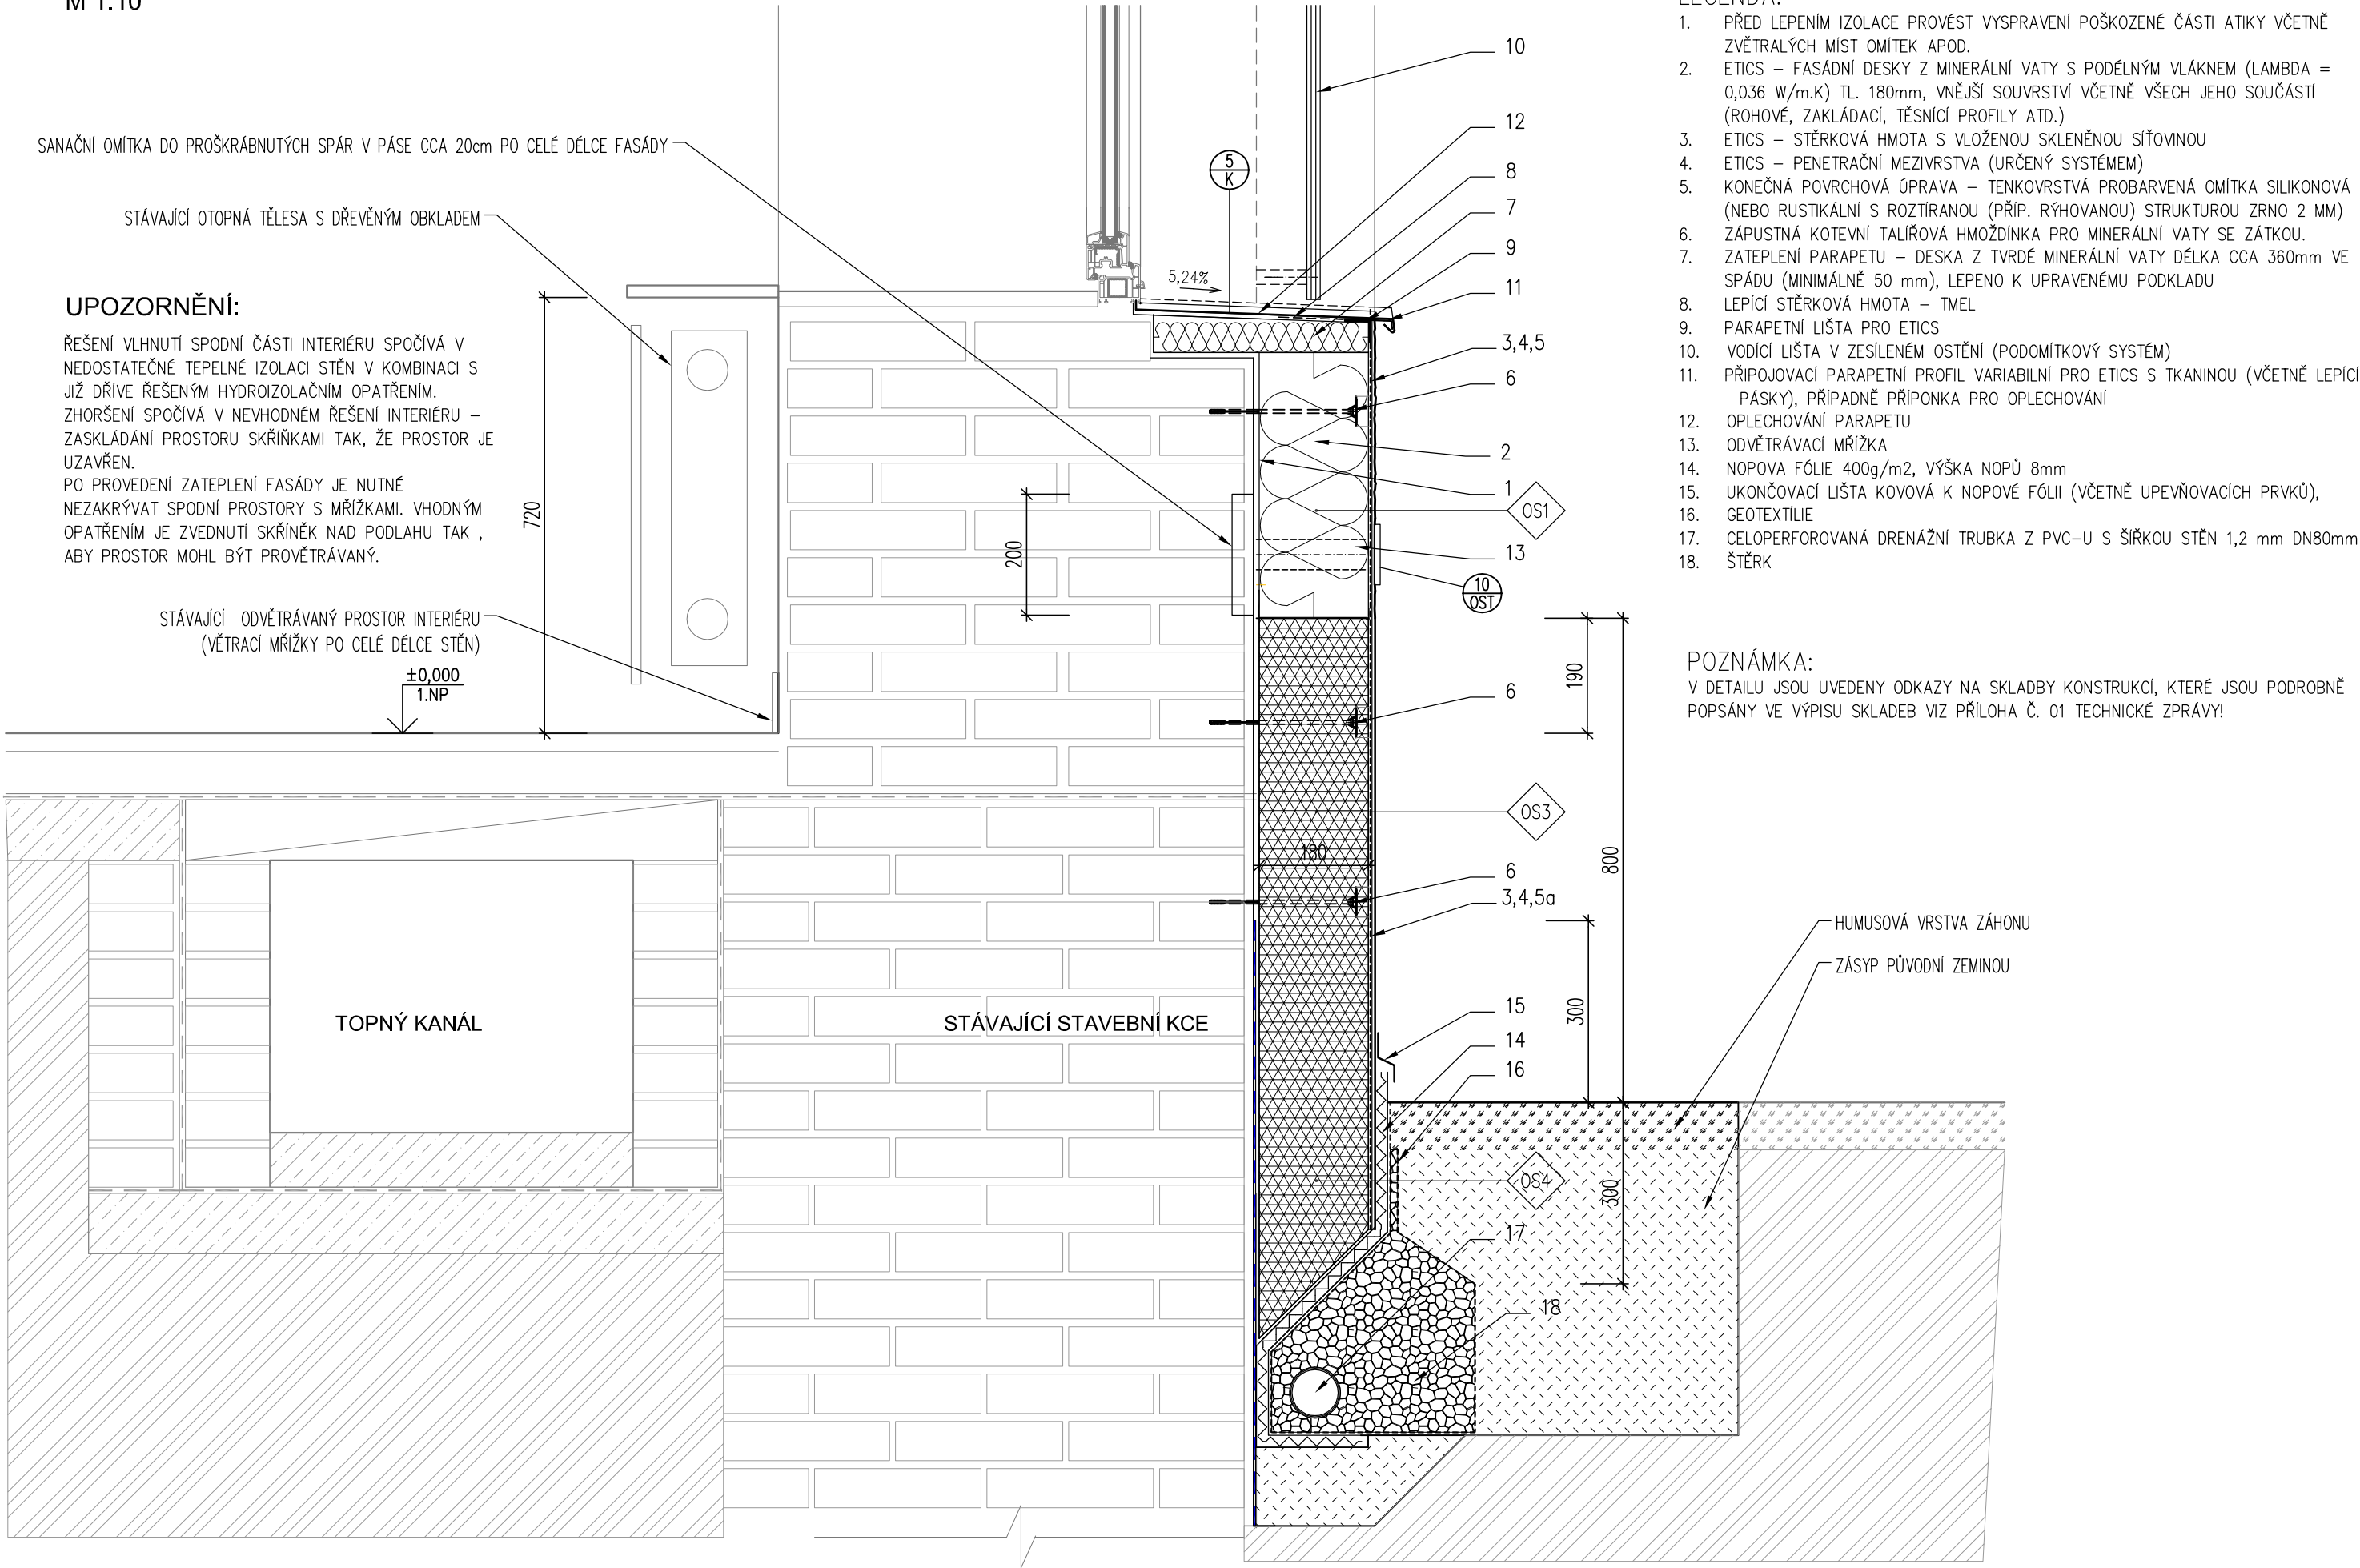 M 1:10
SANAČNÍ OMÍTKA DO PROŠKRÁBNUTÝCH SPÁR V PÁSE CCA 20cm PO CELÉ DÉLCE FASÁDY
STÁVAJÍCÍ OTOPNÁ TĚLESA S DŘEVĚNÝM OBKLADEM
UPOZORNĚNÍ:
ŘEŠENÍ VLHNUTÍ SPODNÍ ČÁSTI INTERIÉRU SPOČÍVÁ V
NEDOSTATEČNÉ TEPELNÉ IZOLACI STĚN V KOMBINACI S
JIŽ DŘÍVE ŘEŠENÝM HYDROIZOLAČNÍM OPATŘENÍM.
ZHORŠENÍ SPOČÍVÁ V NEVHODNÉM ŘEŠENÍ INTERIÉRU –
ZASKLÁDÁNÍ PROSTORU SKŘÍŇKAMI TAK, ŽE PROSTOR JE
UZAVŘEN.
PO PROVEDENÍ ZATEPLENÍ FASÁDY JE NUTNÉ
NEZAKRÝVAT SPODNÍ PROSTORY S MŘÍŽKAMI. VHODNÝM
OPATŘENÍM JE ZVEDNUTÍ SKŘÍNĚK NAD PODLAHU TAK ,
ABY PROSTOR MOHL BÝT PROVĚTRÁVANÝ.
STÁVAJÍCÍ ODVĚTRÁVANÝ PROSTOR INTERIÉRU
(VĚTRACÍ MŘÍŽKY PO CELÉ DÉLCE STĚN)
±0,000
1.NP
720
200
5
K
5,24%
10
12
8
7
9
11
3,4,5
6
2
1
OS1
13
10
OST
190
6
800
OS3
180
6
3,4,5a
300
15
14
16
OS4
300
17
18
TOPNÝ KANÁL
STÁVAJÍCÍ STAVEBNÍ KCE
HUMUSOVÁ VRSTVA ZÁHONU
ZÁSYP PŮVODNÍ ZEMINOU
LEGENDA:
1. PŘED LEPENÍM IZOLACE PROVÉST VYSPRAVENÍ POŠKOZENÉ ČÁSTI ATIKY VČETNĚ
ZVĚTRALÝCH MÍST OMÍTEK APOD.
2. ETICS – FASÁDNÍ DESKY Z MINERÁLNÍ VATY S PODÉLNÝM VLÁKNEM (LAMBDA =
0,036 W/m.K) TL. 180mm, VNĚJŠÍ SOUVRSTVÍ VČETNĚ VŠECH JEHO SOUČÁSTÍ
(ROHOVÉ, ZAKLÁDACÍ, TĚSNÍCÍ PROFILY ATD.)
3. ETICS – STĚRKOVÁ HMOTA S VLOŽENOU SKLENĚNOU SÍŤOVINOU
4. ETICS – PENETRAČNÍ MEZIVRSTVA (URČENÝ SYSTÉMEM)
5. KONEČNÁ POVRCHOVÁ ÚPRAVA – TENKOVRSTVÁ PROBARVENÁ OMÍTKA SILIKONOVÁ
(NEBO RUSTIKÁLNÍ S ROZTÍRANOU (PŘÍP. RÝHOVANOU) STRUKTUROU ZRNO 2 MM)
6. ZÁPUSTNÁ KOTEVNÍ TALÍŘOVÁ HMOŽDÍNKA PRO MINERÁLNÍ VATY SE ZÁTKOU.
7. ZATEPLENÍ PARAPETU – DESKA Z TVRDÉ MINERÁLNÍ VATY DÉLKA CCA 360mm VE
SPÁDU (MINIMÁLNĚ 50 mm), LEPENO K UPRAVENÉMU PODKLADU
8. LEPÍCÍ STĚRKOVÁ HMOTA – TMEL
9. PARAPETNÍ LIŠTA PRO ETICS
10. VODÍCÍ LIŠTA V ZESÍLENÉM OSTĚNÍ (PODOMÍTKOVÝ SYSTÉM)
11. PŘIPOJOVACÍ PARAPETNÍ PROFIL VARIABILNÍ PRO ETICS S TKANINOU (VČETNĚ LEPÍCÍ
PÁSKY), PŘÍPADNĚ PŘÍPONKA PRO OPLECHOVÁNÍ
12. OPLECHOVÁNÍ PARAPETU
13. ODVĚTRÁVACÍ MŘÍŽKA
14. NOPOVA FÓLIE 400g/m2, VÝŠKA NOPŮ 8mm
15. UKONČOVACÍ LIŠTA KOVOVÁ K NOPOVÉ FÓLII (VČETNĚ UPEVŇOVACÍCH PRVKŮ),
16. GEOTEXTÍLIE
17. CELOPERFOROVANÁ DRENÁŽNÍ TRUBKA Z PVC–U S ŠÍŘKOU STĚN 1,2 mm DN80mm
18. ŠTĚRK
POZNÁMKA:
V DETAILU JSOU UVEDENY ODKAZY NA SKLADBY KONSTRUKCÍ, KTERÉ JSOU PODROBNĚ
POPSÁNY VE VÝPISU SKLADEB VIZ PŘÍLOHA Č. 01 TECHNICKÉ ZPRÁVY!